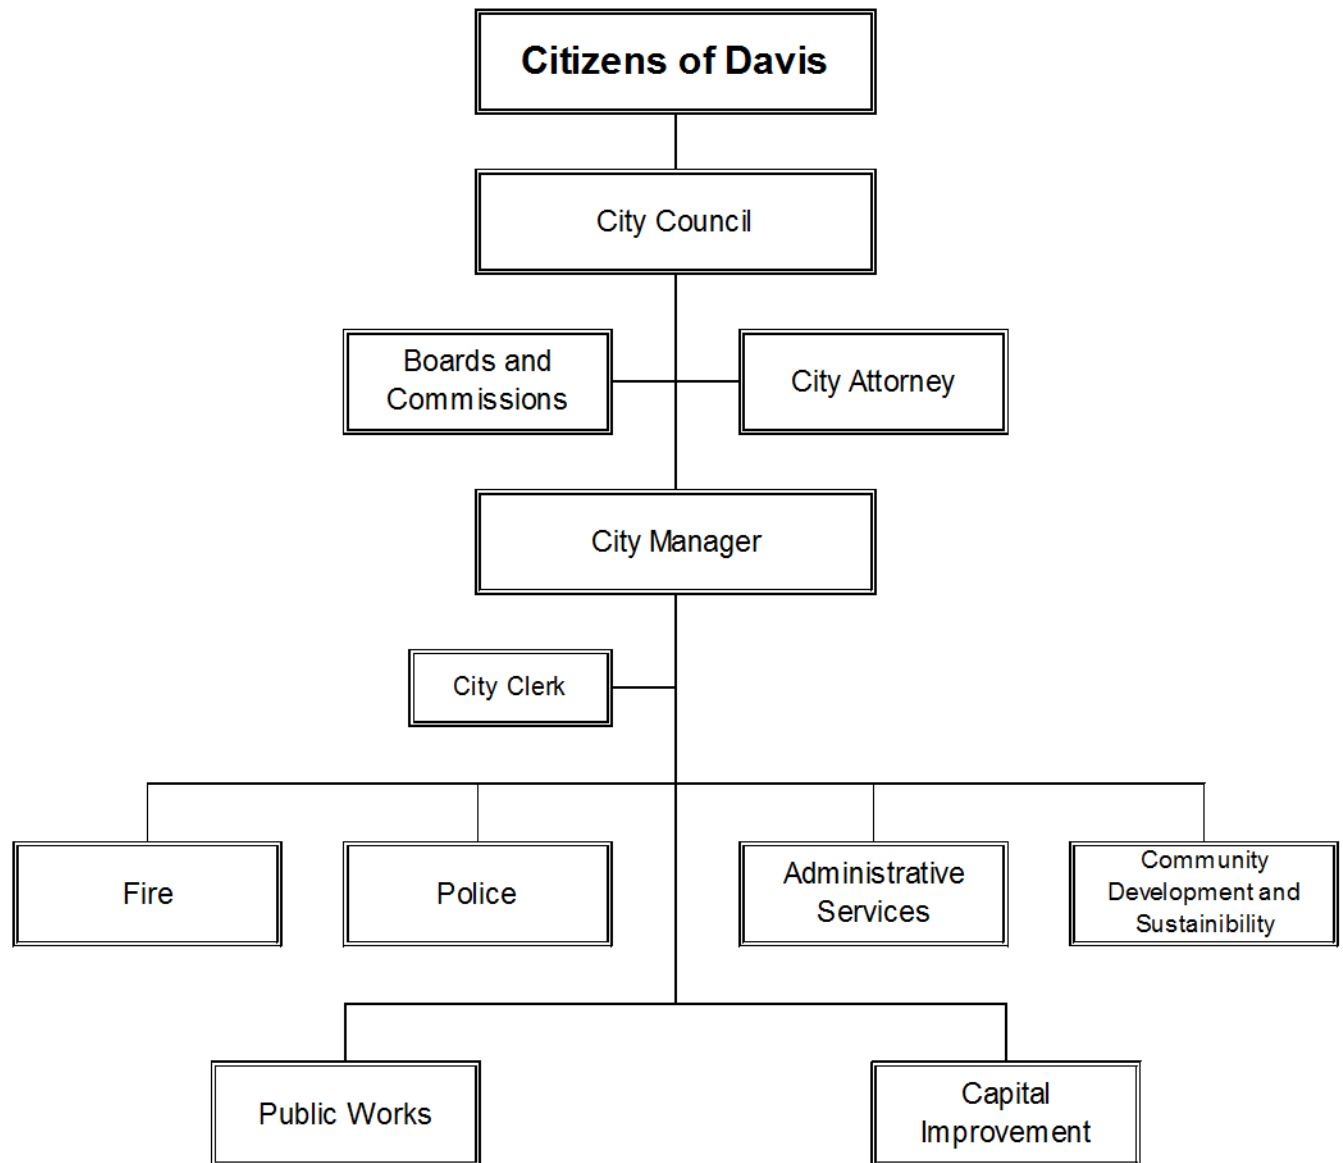 Citizens of Davis
City Council
Boards and
Commissions
City Attorney
City Manager
City Clerk
Fire
Police
Administrative
Services
Community
Development and
Sustainibility
Public Works
Capital
Improvement